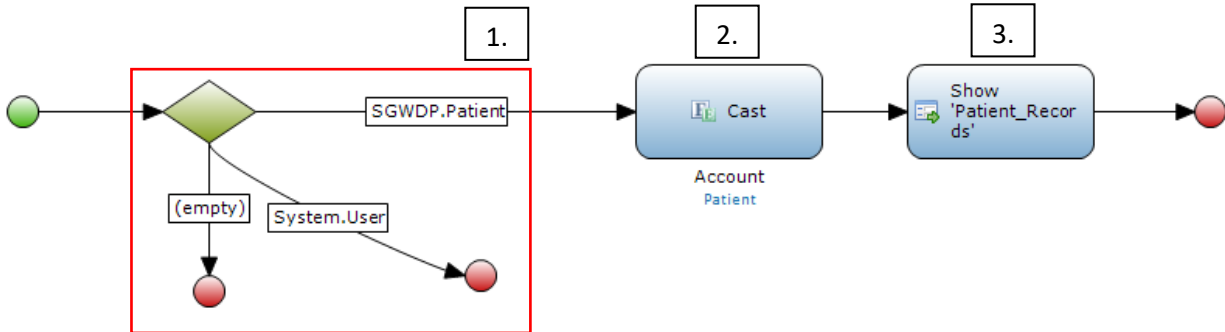 1.
2.
3.
SGWDP.Patient
(empty)
System.User
Cast
Account
Patient
Show
'Patient_Recor
ds'